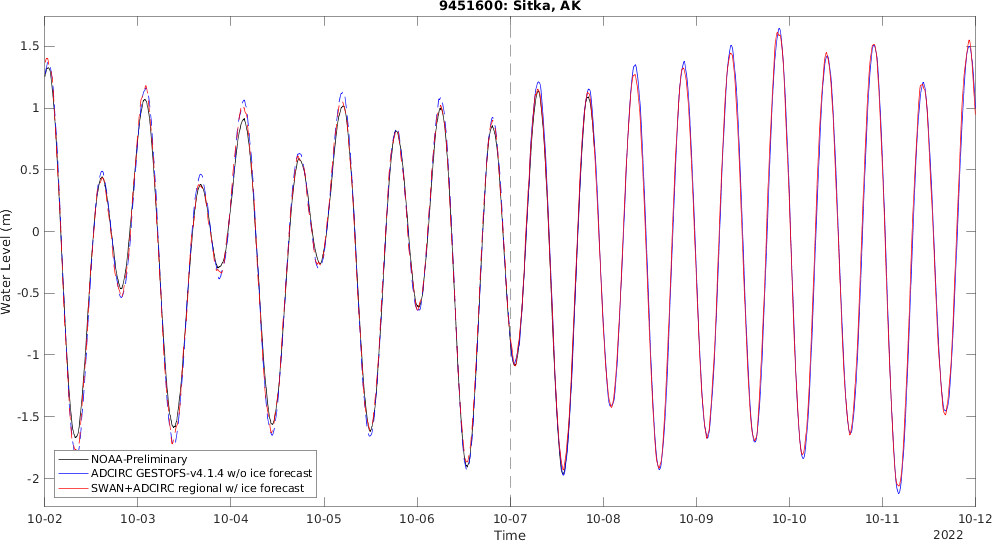 9451600: Sitka, AK
Water Level (m)
1.5
1
0.5
0
-0.5
-1
-1.5
-2
NOAA-Preliminary
ADCIRC GESTOFS-v4.1.4 w/o ice forecast
SWAN+ADCIRC regional w/ ice forecast
10-02 10-03 10-04 10-05 10-06 10-07 10-08 10-09 10-10 10-11 10-12
Time
2022